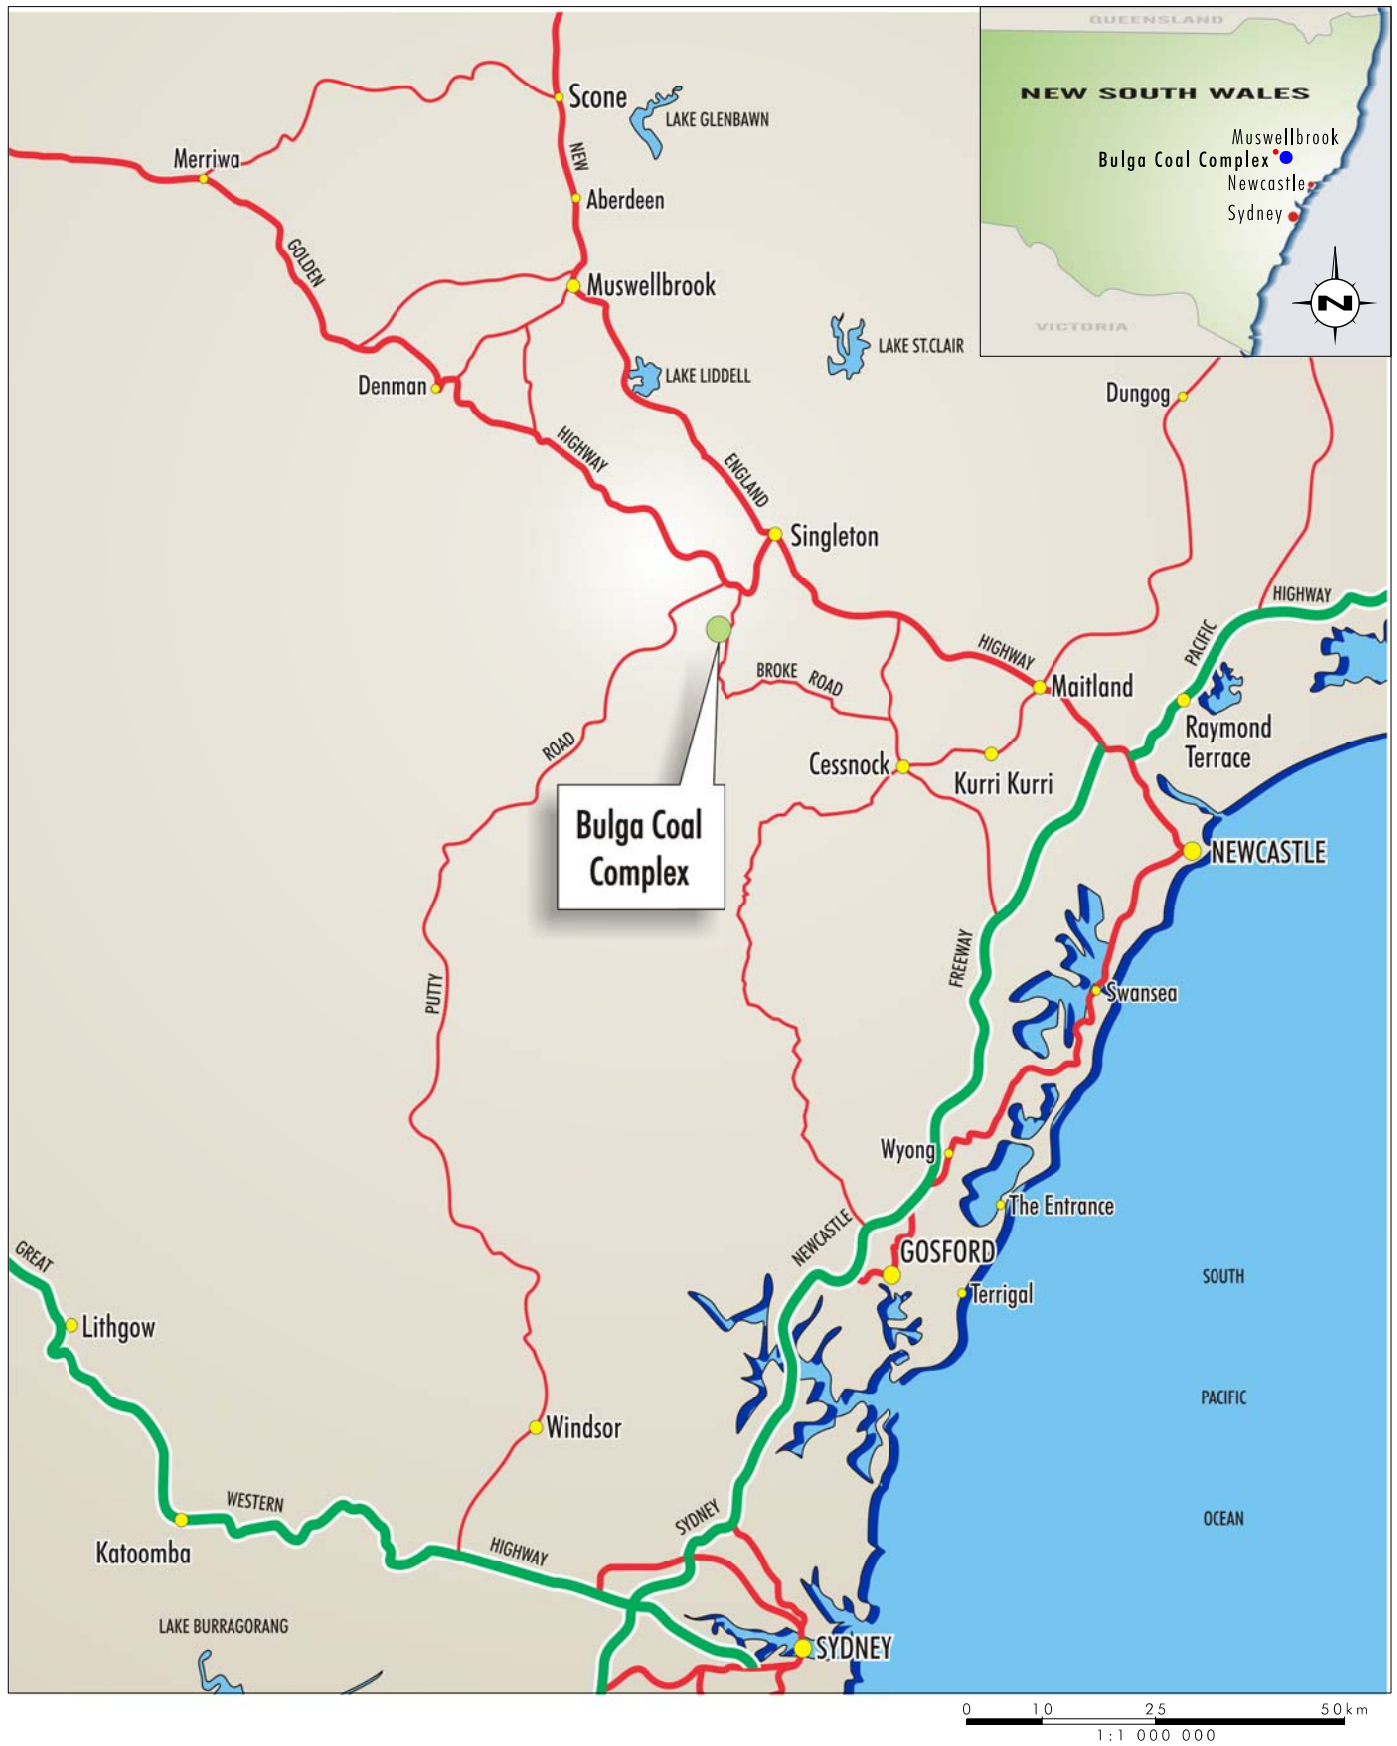 QUEENSLAND
NEW SOUTH WALES
Muswellbrook
Bulga Coal Complex
Newcastle
Sydney
N
VICTORIA
Scone
LAKE GLENBAWN
NEW
Merriwa
Aberdeen
GOLDEN
Muswellbrook
LAKE ST.CLAIR
LAKE LIDDELL
Denman
Dungog
HIGHWAY
ENGLAND
Singleton
HIGHWAY
PACIFIC
HIGHWAY
BROKE ROAD
Maitland
Raymond
Terrace
ROAD
Cessnock
Kurri Kurri
Bulga Coal
Complex
NEWCASTLE
FREEWAY
PUTTY
Swansea
Wyong
The Entrance
NEWCASTLE
GREAT
GOSFORD
SOUTH
Terrigal
Lithgow
PACIFIC
Windsor
WESTERN
SYDNEY
OCEAN
Katoomba
HIGHWAY
LAKE BURRAGORANG
SYDNEY
0 10 25 50km
1:1 000 000